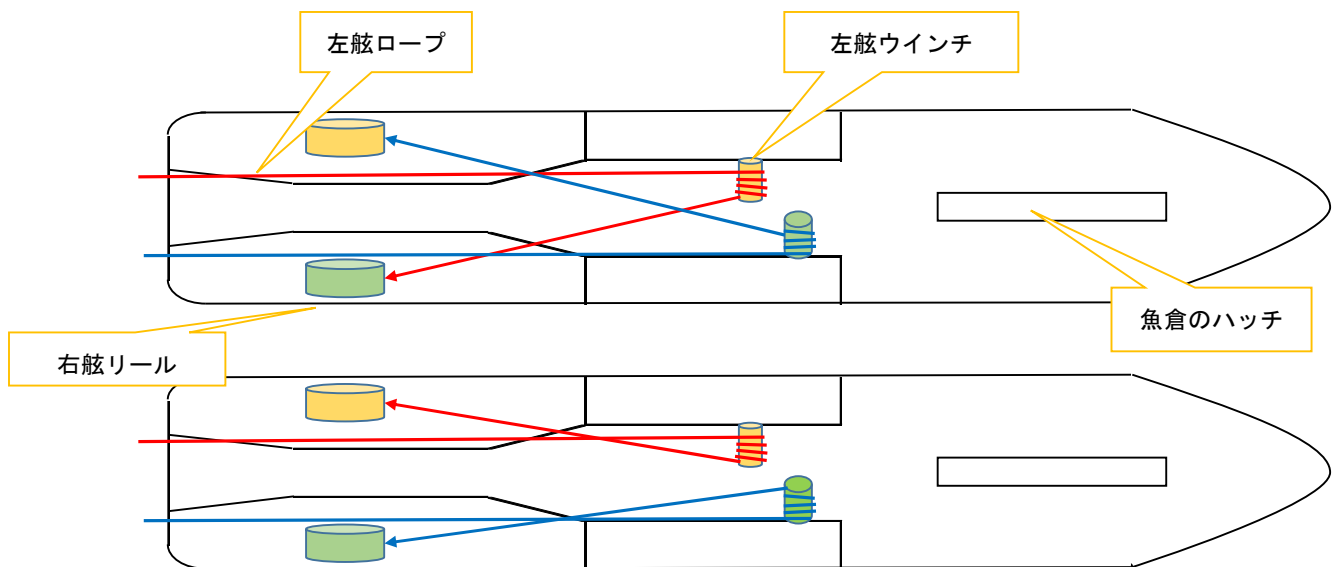 左舷ロープ
左舷ウインチ
魚倉のハッチ
右舷リール